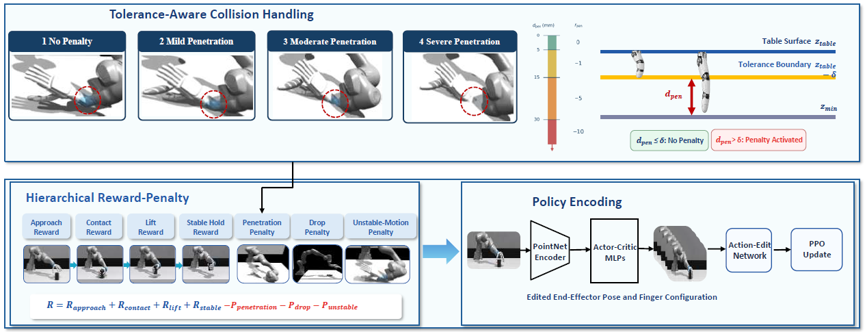 Tolerance-Aware Collision Handling
1 No Penalty
2 Mild Penetration
3 Moderate Penetration
4 Severe Penetration
d_pen (mm) r_pen
0 0
5
15 −1
−5
30
−10
Table Surface z_table
Tolerance Boundary z_table − δ
d_pen
z_min
d_pen ≤ δ: No Penalty
d_pen > δ: Penalty Activated
Hierarchical Reward-Penalty
Approach Reward
Contact Reward
Lift Reward
Stable Hold Reward
Penetration Penalty
Drop Penalty
Unstable-Motion Penalty
R = R_approach + R_contact + R_lift + R_stable − P_penetration − P_drop − P_unstable
Policy Encoding
PointNet Encoder
Actor-Critic MLPs
Action-Edit Network
PPO Update
Edited End-Effector Pose and Finger Configuration